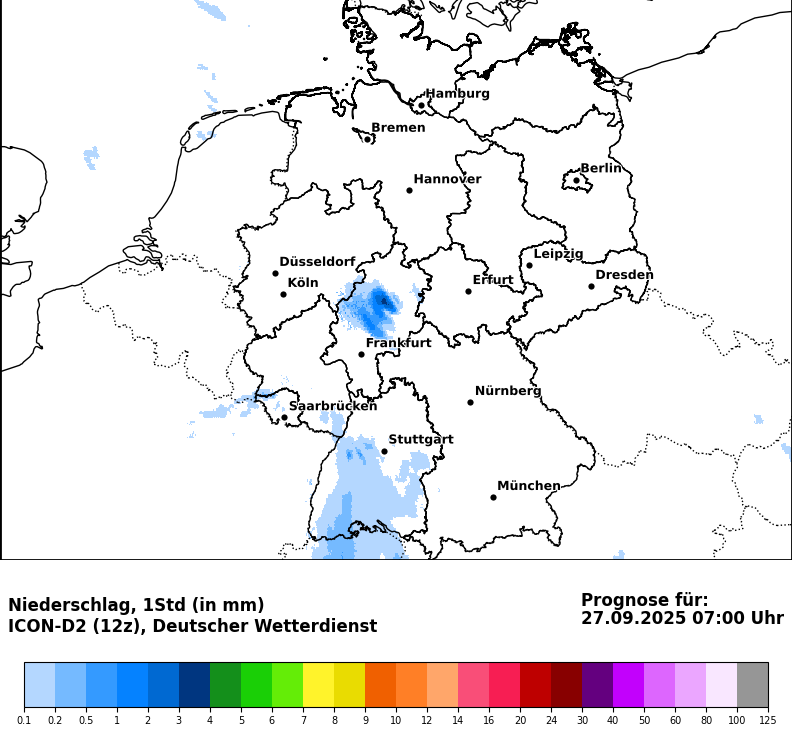 Hamburg
Bremen
Berlin
Hannover
Leipzig
Düsseldorf
Dresden
Köln
Erfurt
Frankfurt
Nürnberg
Saarbrücken
Stuttgart
München
Niederschlag, 1Std (in mm)
ICON-D2 (12z), Deutscher Wetterdienst
Prognose für:
27.09.2025 07:00 Uhr
0.1 0.2 0.5 1 2 3 4 5 6 7 8 9 10 12 14 16 20 24 30 40 50 60 80 100 125